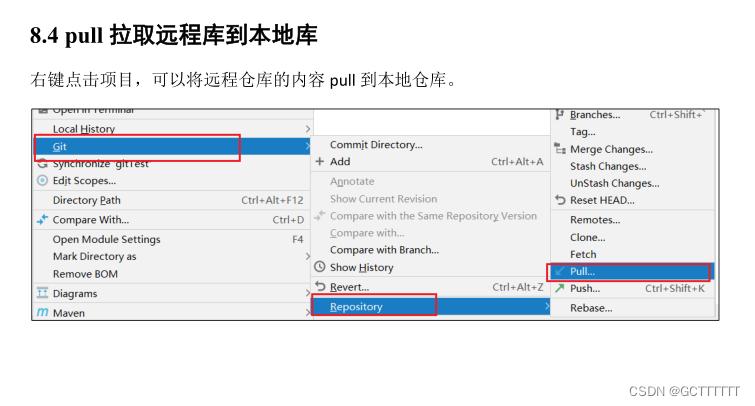 8.4 pull 拉取远程库到本地库
右键点击项目，可以将远程仓库的内容 pull 到本地仓库。
Open in Terminal
Local History
Git
Synchronize 'gitTest'
Edit Scopes...
Directory Path Ctrl+Alt+F12
Compare With... Ctrl+D
Open Module Settings F4
Mark Directory as
Remove BOM
Diagrams
Maven
Commit Directory...
Add Ctrl+Alt+A
Annotate
Show Current Revision
Compare with the Same Repository Version
Compare with...
Compare with Branch...
Show History
Revert... Ctrl+Alt+Z
Repository
Branches... Ctrl+Shift+`
Tag...
Merge Changes...
Stash Changes...
UnStash Changes...
Reset HEAD...
Remotes...
Clone...
Fetch
Pull...
Push... Ctrl+Shift+K
Rebase...
CSDN @GCTTTTTT